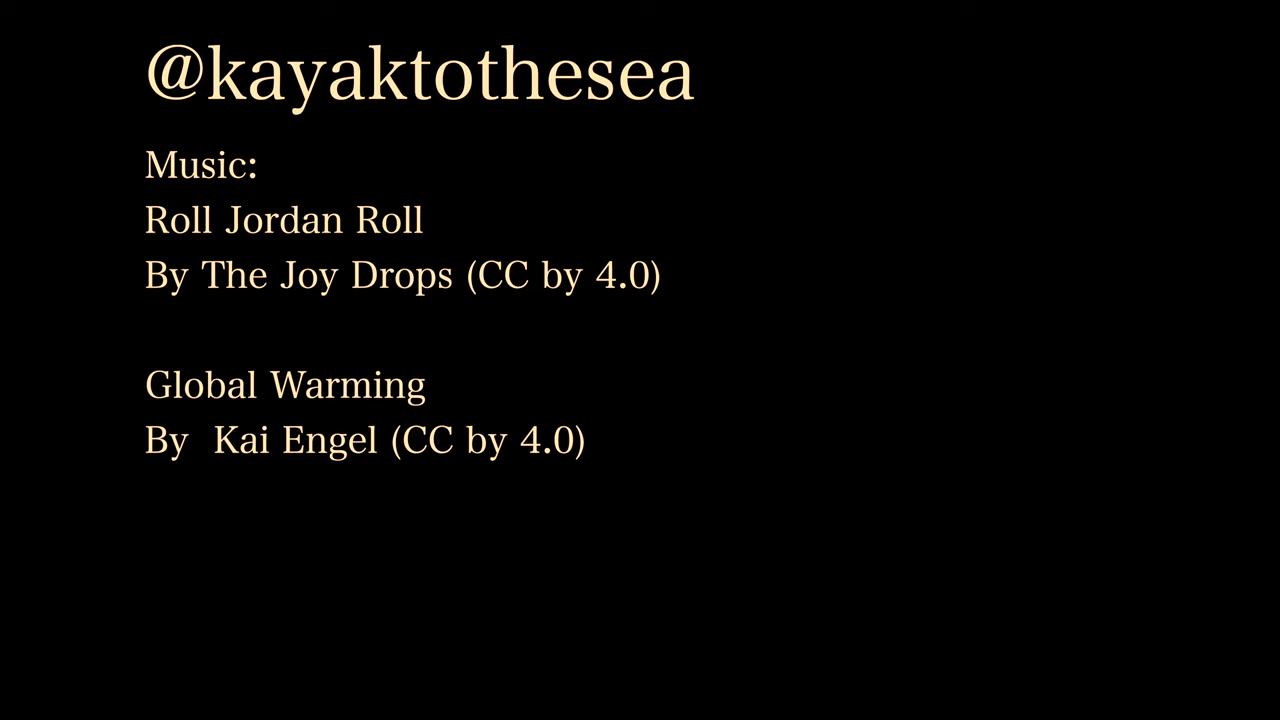 @kayaktothesea
Music:
Roll Jordan Roll
By The Joy Drops (CC by 4.0)
Global Warming
By  Kai Engel (CC by 4.0)